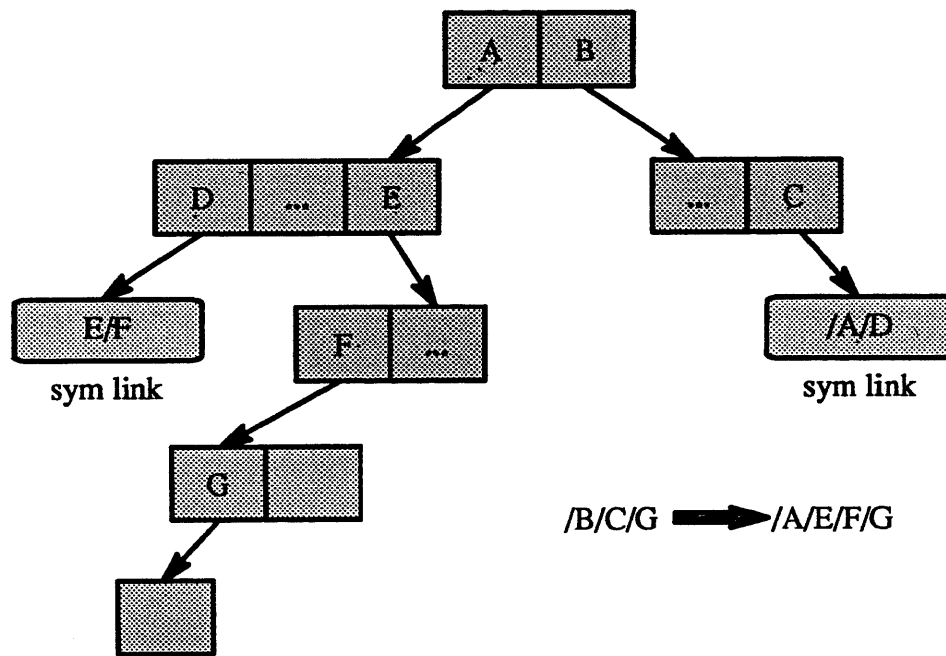 A B
D ... E
... C
E/F
/A/D
F ...
sym link
sym link
G
/B/C/G /A/E/F/G